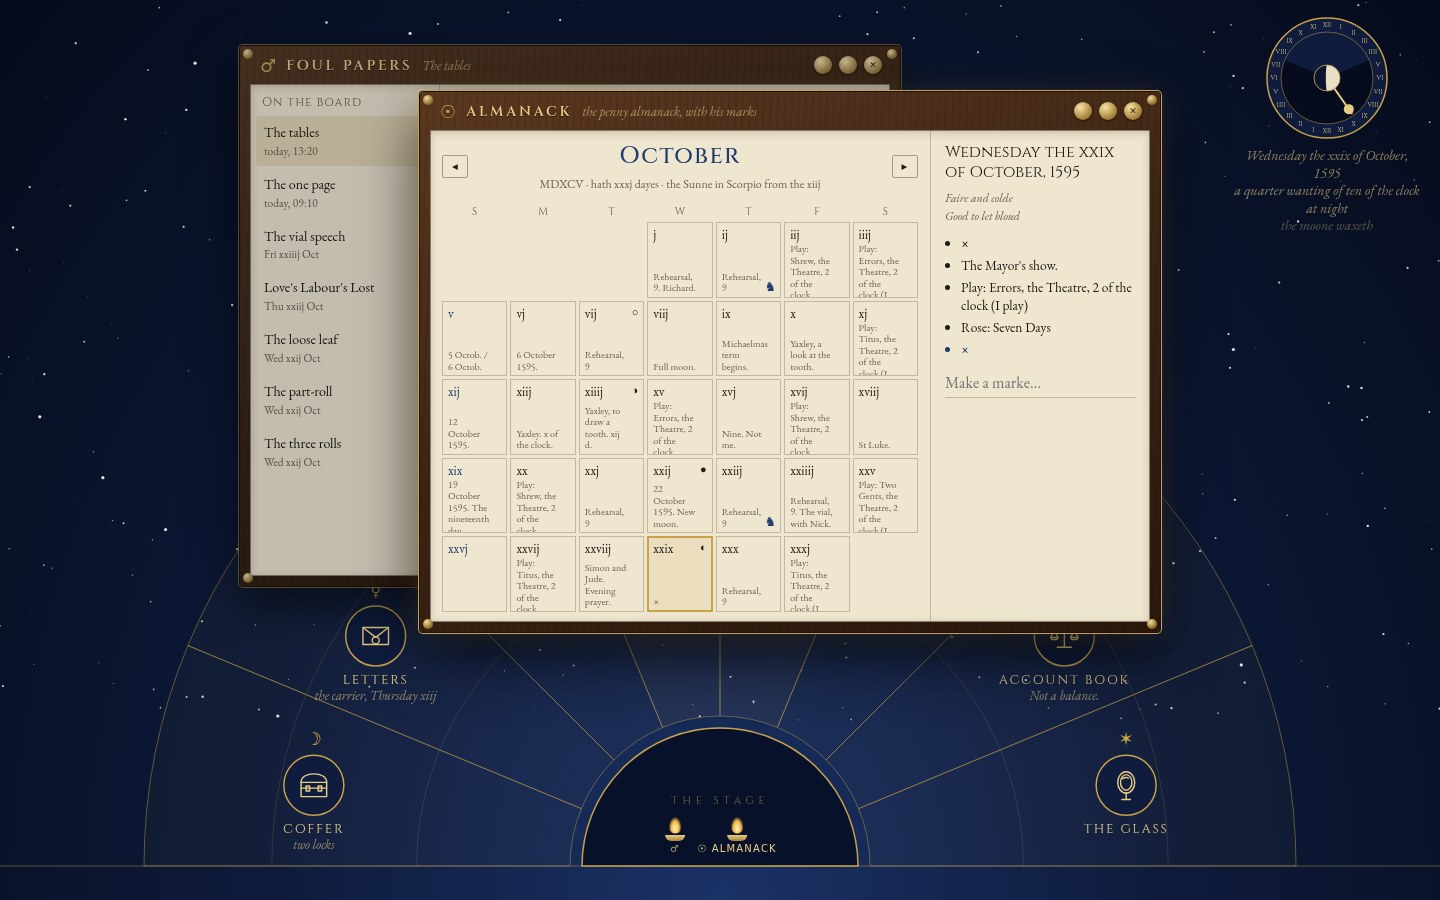 FOUL PAPERS The tables
ON THE BOARD
The tables
today, 13:20
The one page
today, 09:10
The vial speech
Fri xxiij Oct
Love's Labour's Lost
Thu xxij Oct
The loose leaf
Wed xxij Oct
The part-roll
Wed xxij Oct
The three rolls
Wed xxij Oct
ALMANACK the penny almanack, with his marks
OCTOBER
MDXCV · hath xxxj dayes · the Sunne in Scorpio from the xiij
S M T W T F S
j
Rehearsal, 9. Richard.
ij
Rehearsal, 9
iij
Play: Shrew, the Theatre, 2 of the clock
iiij
Play: Errors, the Theatre, 2 of the clock (I
v
5 Octob. / 6 Octob.
vj
6 October 1595.
vij
Rehearsal, 9
viij
Full moon.
ix
Michaelmas term begins.
x
Yaxley, a look at the tooth.
xj
Play: Titus, the Theatre, 2 of the clock (I
xij
12 October 1595.
xiij
Yaxley. x of the clock.
xiiij
Yaxley, to draw a tooth. xij d.
xv
Play: Errors, the Theatre, 2 of the clock
xvj
Nine. Not me.
xvij
Play: Shrew, the Theatre, 2 of the clock
xviij
St Luke.
xix
19 October 1595. The nineteenth day
xx
Play: Shrew, the Theatre, 2 of the clock
xxj
Rehearsal, 9
xxij
22 October 1595. New moon.
xxiij
Rehearsal, 9
xxiiij
Rehearsal, 9. The vial, with Nick.
xxv
Play: Two Gents, the Theatre, 2 of the clock (I
xxvj
xxvij
Play: Titus, the Theatre, 2 of the clock
xxviij
Simon and Jude. Evening prayer.
xxix
×
xxx
Rehearsal, 9
xxxj
Play: Titus, the Theatre, 2 of the clock (I
WEDNESDAY THE XXIX
OF OCTOBER, 1595
Faire and colde
Good to let bloud
×
The Mayor's show.
Play: Errors, the Theatre, 2 of the
clock (I play)
Rose: Seven Days
×
Make a marke...
Wednesday the xxix of October,
1595
a quarter wanting of ten of the clock
at night
the moone waxeth
LETTERS
the carrier, Thursday xiij
COFFER
two locks
ACCOUNT BOOK
Not a balance.
THE GLASS
THE STAGE
ALMANACK